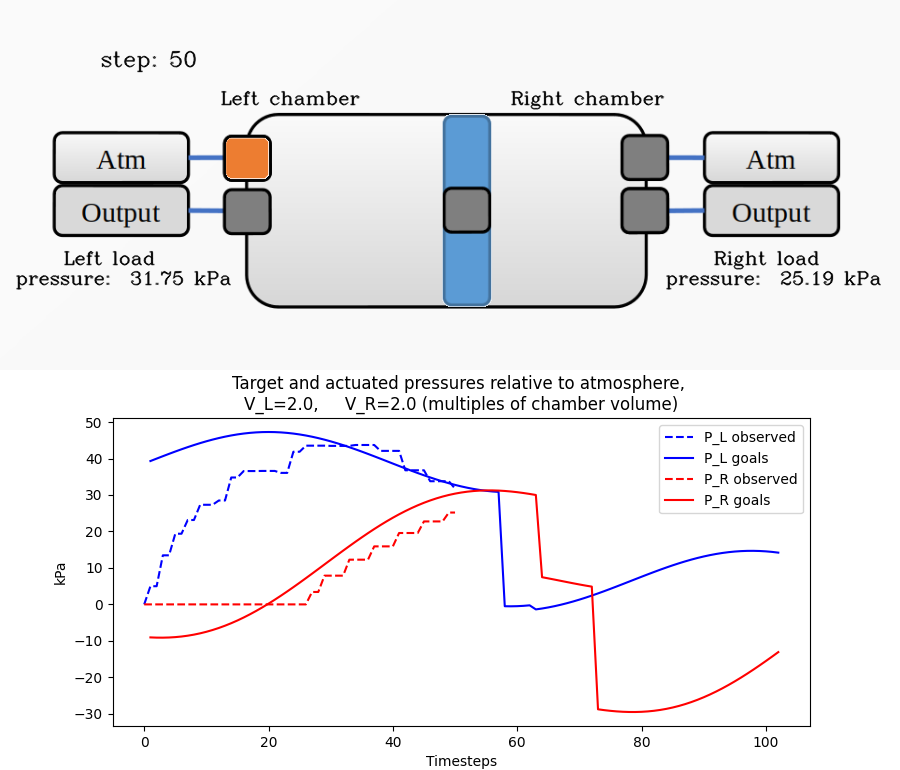 step: 50
Left chamber
Right chamber
Atm
Atm
Output
Output
Left load
pressure: 31.75 kPa
Right load
pressure: 25.19 kPa
Target and actuated pressures relative to atmosphere,
V_L=2.0, V_R=2.0 (multiples of chamber volume)
50
40
30
20
10
0
−10
−20
−30
kPa
P_L observed
P_L goals
P_R observed
P_R goals
0 20 40 60 80 100
Timesteps